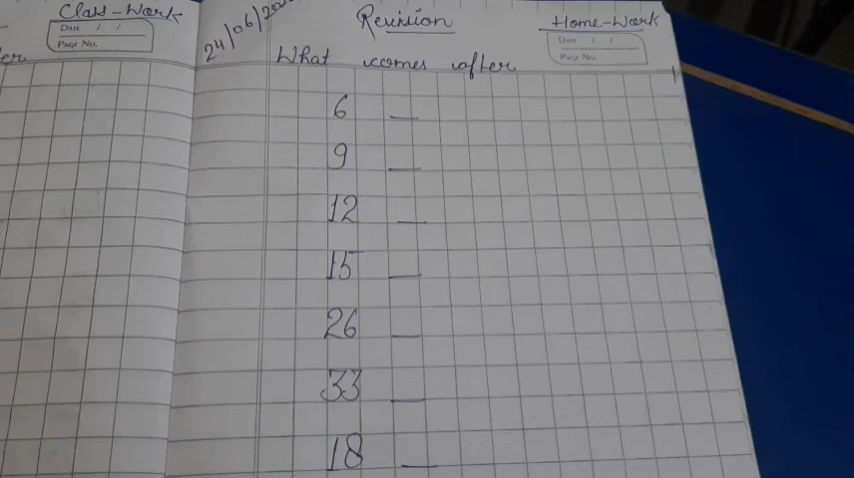 Class-Work
Date / /
Page No.
24/06/20
Revision
Home-Work
Date / /
Page No.
What comes after
6 __
9 __
12 __
15 __
26 __
33 __
18 __